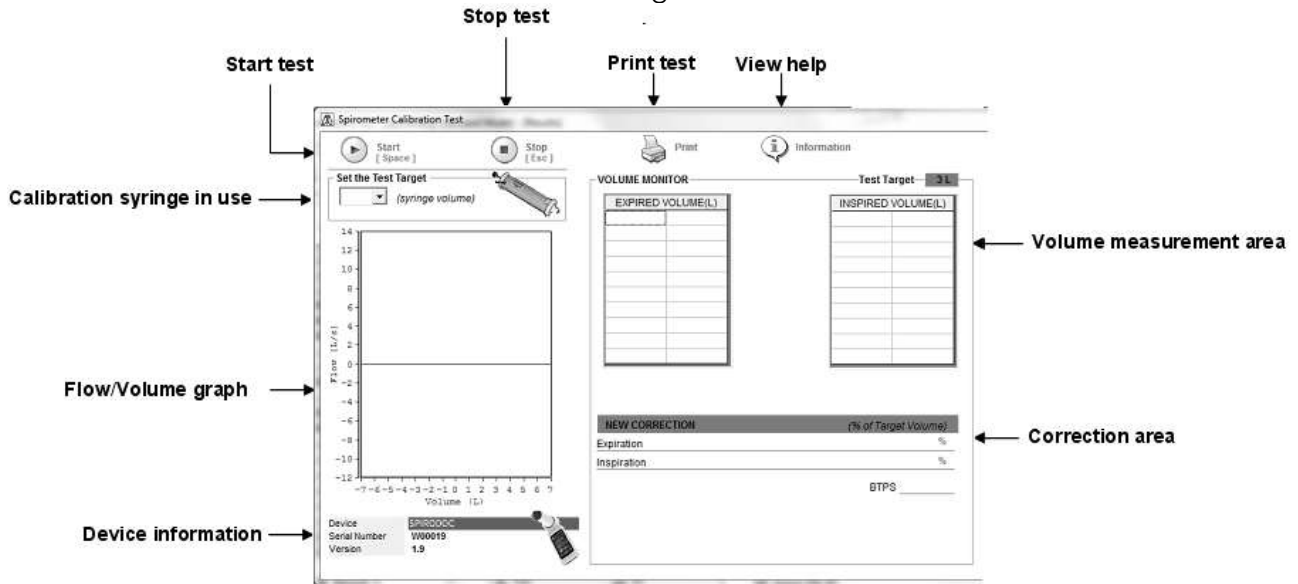 Stop test
Start test
Print test
View help
Spirometer Calibration Test
Start
[ Space ]
Stop
[ Esc ]
Print
Information
Calibration syringe in use
Set the Test Target
(syringe volume)
VOLUME MONITOR
Test Target
3 L
EXPIRED VOLUME(L)
INSPIRED VOLUME(L)
Volume measurement area
14
12
10
8
6
4
2
0
-2
-4
-6
-8
-10
-12
Flow (L/s)
-7 -6 -5 -4 -3 -2 -1 0 1 2 3 4 5 6 7
Volume (L)
Flow/Volume graph
NEW CORRECTION (% of Target Volume)
Expiration %
Inspiration %
BTPS
Correction area
Device information
Device SPIRODOC
Serial Number W00019
Version 1.9